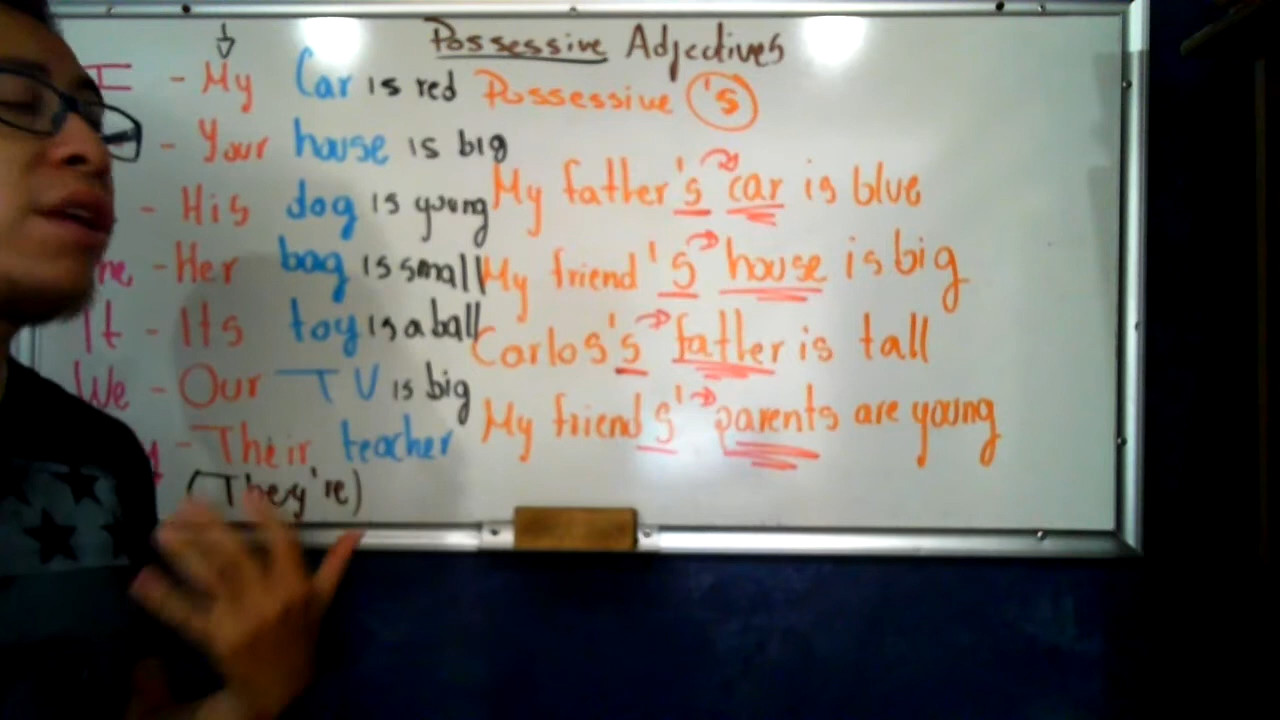 Possessive Adjectives
I - My Car is red
- Your house is big
- His dog is young
he, - Her bag is small
It - Its toy is a ball
We - Our TV is big
y - Their teacher
(They're)
Possessive 's
My father's car is blue
My friend's house is big
Carlos's father is tall
My friends' parents are young